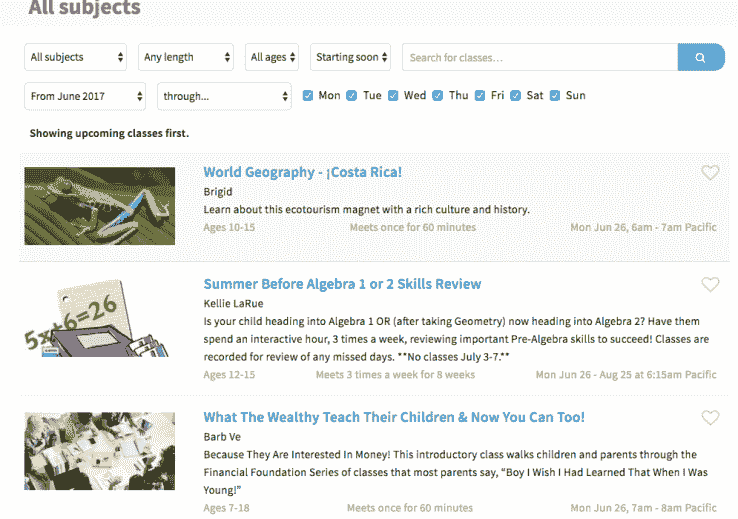 All subjects
All subjects Any length All ages Starting soon Search for classes...
From June 2017 through... Mon Tue Wed Thu Fri Sat Sun
Showing upcoming classes first.
World Geography - ¡Costa Rica!
Brigid
Learn about this ecotourism magnet with a rich culture and history.
Ages 10-15 Meets once for 60 minutes Mon Jun 26, 6am - 7am Pacific
5x+6=26
Summer Before Algebra 1 or 2 Skills Review
Kellie LaRue
Is your child heading into Algebra 1 OR (after taking Geometry) now heading into Algebra 2? Have them
spend an interactive hour, 3 times a week, reviewing important Pre-Algebra skills to succeed! Classes are
recorded for review of any missed days. **No classes July 3-7.**
Ages 12-15 Meets 3 times a week for 8 weeks Mon Jun 26 - Aug 25 at 6:15am Pacific
What The Wealthy Teach Their Children & Now You Can Too!
Barb Ve
Because They Are Interested In Money! This introductory class walks children and parents through the
Financial Foundation Series of classes that most parents say, “Boy I Wish I Had Learned That When I Was
Young!”
Ages 7-18 Meets once for 60 minutes Mon Jun 26, 7am - 8am Pacific